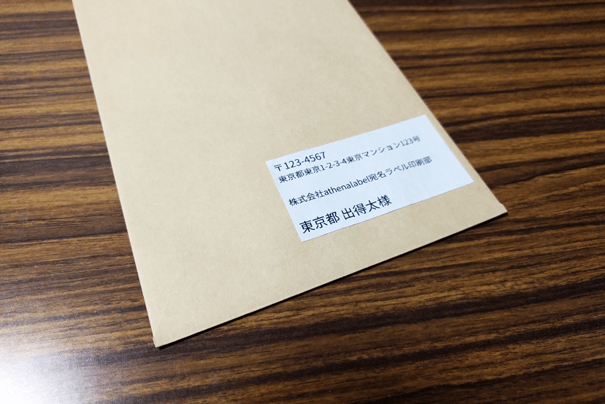 〒123-4567
東京都東京1-2-3-4東京マンション123号
株式会社athenalabel宛名ラベル印刷部
東京都 出得太様